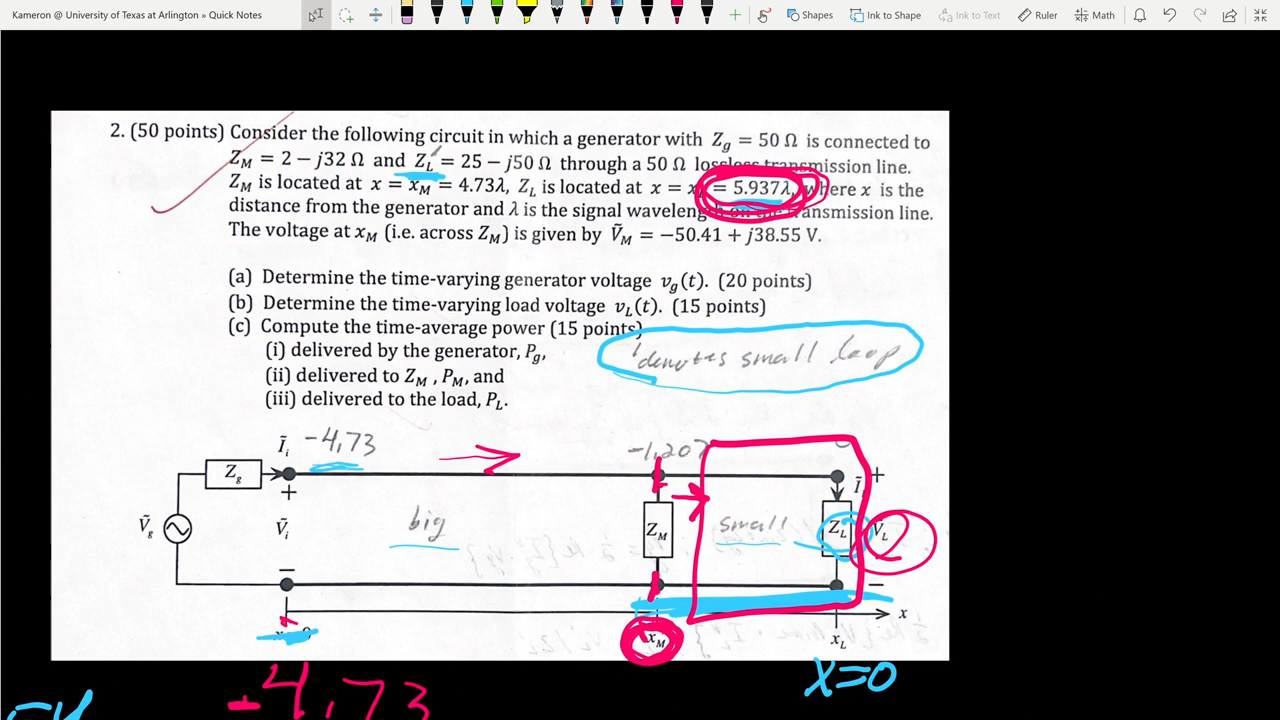 Kameron @ University of Texas at Arlington » Quick Notes
Shapes Ink to Shape Ink to Text Ruler Math
2. (50 points) Consider the following circuit in which a generator with Z_g = 50 Ω is connected to
Z_M = 2 − j32 Ω and Z_L = 25 − j50 Ω through a 50 Ω lossless transmission line.
Z_M is located at x = x_M = 4.73λ, Z_L is located at x = x = 5.937λ, where x is the
distance from the generator and λ is the signal wavelength on the transmission line.
The voltage at x_M (i.e. across Z_M) is given by Ṽ_M = −50.41 + j38.55 V.
(a) Determine the time-varying generator voltage v_g(t). (20 points)
(b) Determine the time-varying load voltage v_L(t). (15 points)
(c) Compute the time-average power (15 points)
(i) delivered by the generator, P_g,
(ii) delivered to Z_M , P_M, and
(iii) delivered to the load, P_L.
' denotes small loop
Ĩ_i −4,73 −1,207
Z_g + + Ĩ
Ṽ_g Ṽ_i big Z_M small Z_L V_L
− −
x
x_M x_L
-4,73 x=0